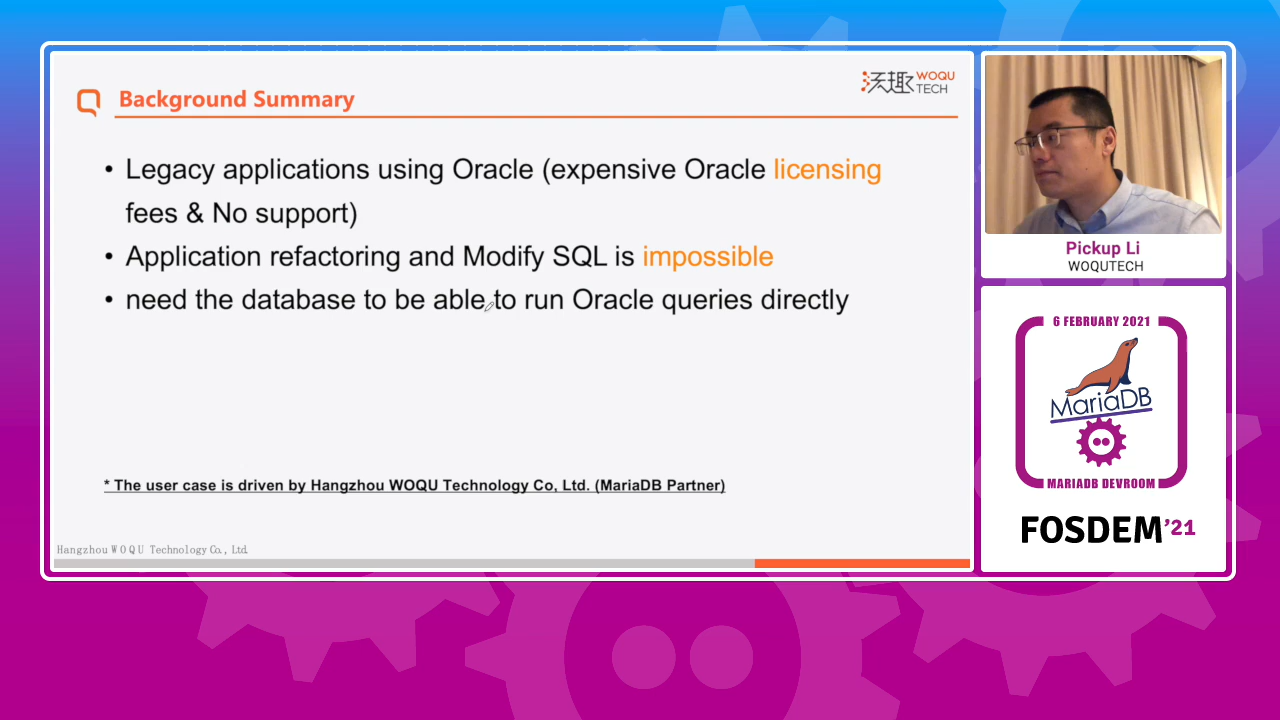 Background Summary
沃趣 WOQU
TECH
• Legacy applications using Oracle (expensive Oracle licensing
fees & No support)
• Application refactoring and Modify SQL is impossible
• need the database to be able to run Oracle queries directly
* The user case is driven by Hangzhou WOQU Technology Co, Ltd. (MariaDB Partner)
Hangzhou WOQU Technology Co., Ltd.
Pickup Li
WOQUTECH
6 FEBRUARY 2021
MariaDB
MARIADB DEVROOM
FOSDEM'21